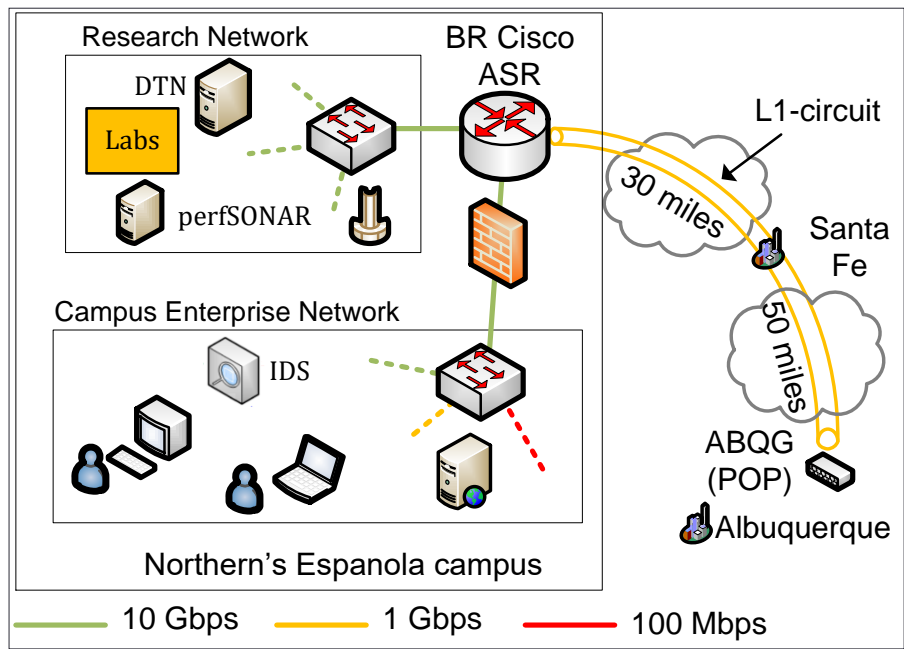 Research Network
DTN
Labs
perfSONAR
BR Cisco
ASR
L1-circuit
30 miles
Santa
Fe
50 miles
Campus Enterprise Network
IDS
ABQG
(POP)
Albuquerque
Northern's Espanola campus
10 Gbps
1 Gbps
100 Mbps